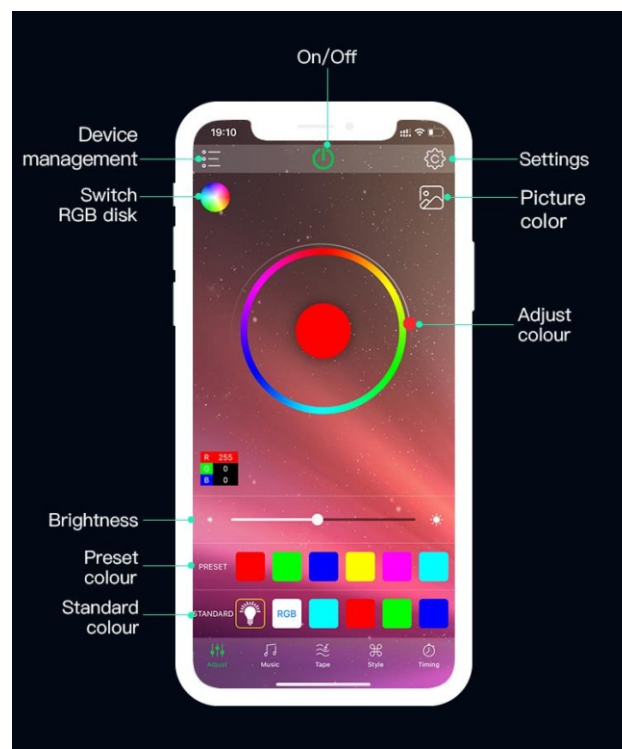 On/Off
Device
management
Settings
Switch
RGB disk
Picture
color
Adjust
colour
Brightness
Preset
colour
Standard
colour
19:10
R 255
G 0
B 0
PRESET
STANDARD
RGB
Adjust
Music
Tape
Style
Timing